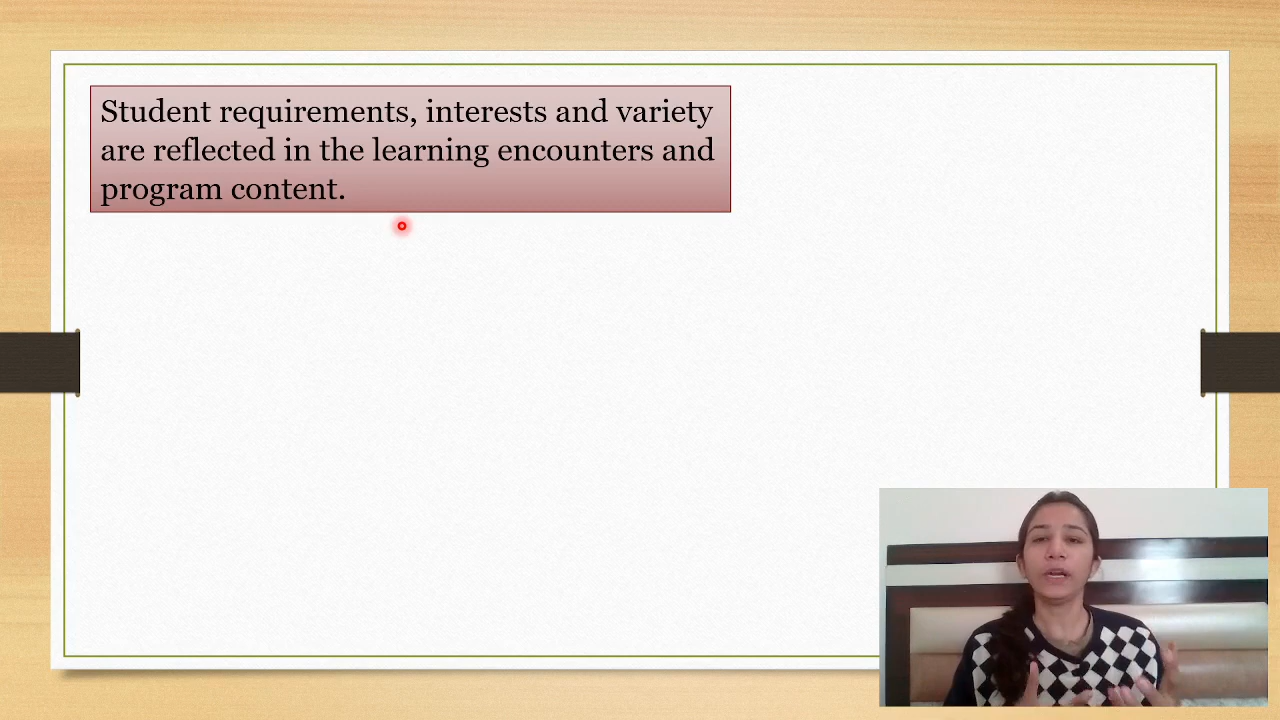 Student requirements, interests and variety
are reflected in the learning encounters and
program content.